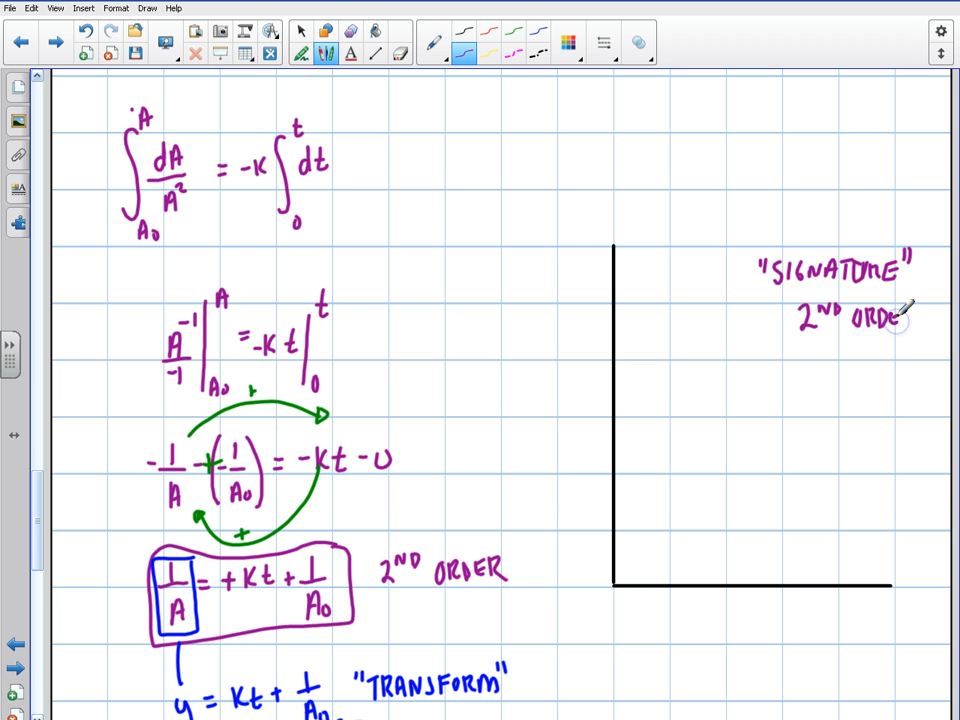 File Edit View Insert Format Draw Help
∫ A A₀ dA/A² = -K ∫ t 0 dt
"SIGNATURE"
2ND ORDE
A⁻¹/-1 | A A₀ = -K t | t 0
+
-1/A + (-1/A₀) = -Kt - 0
+
1/A = +Kt + 1/A₀ 2ND ORDER
y = Kt + 1/A₀ "TRANSFORM"